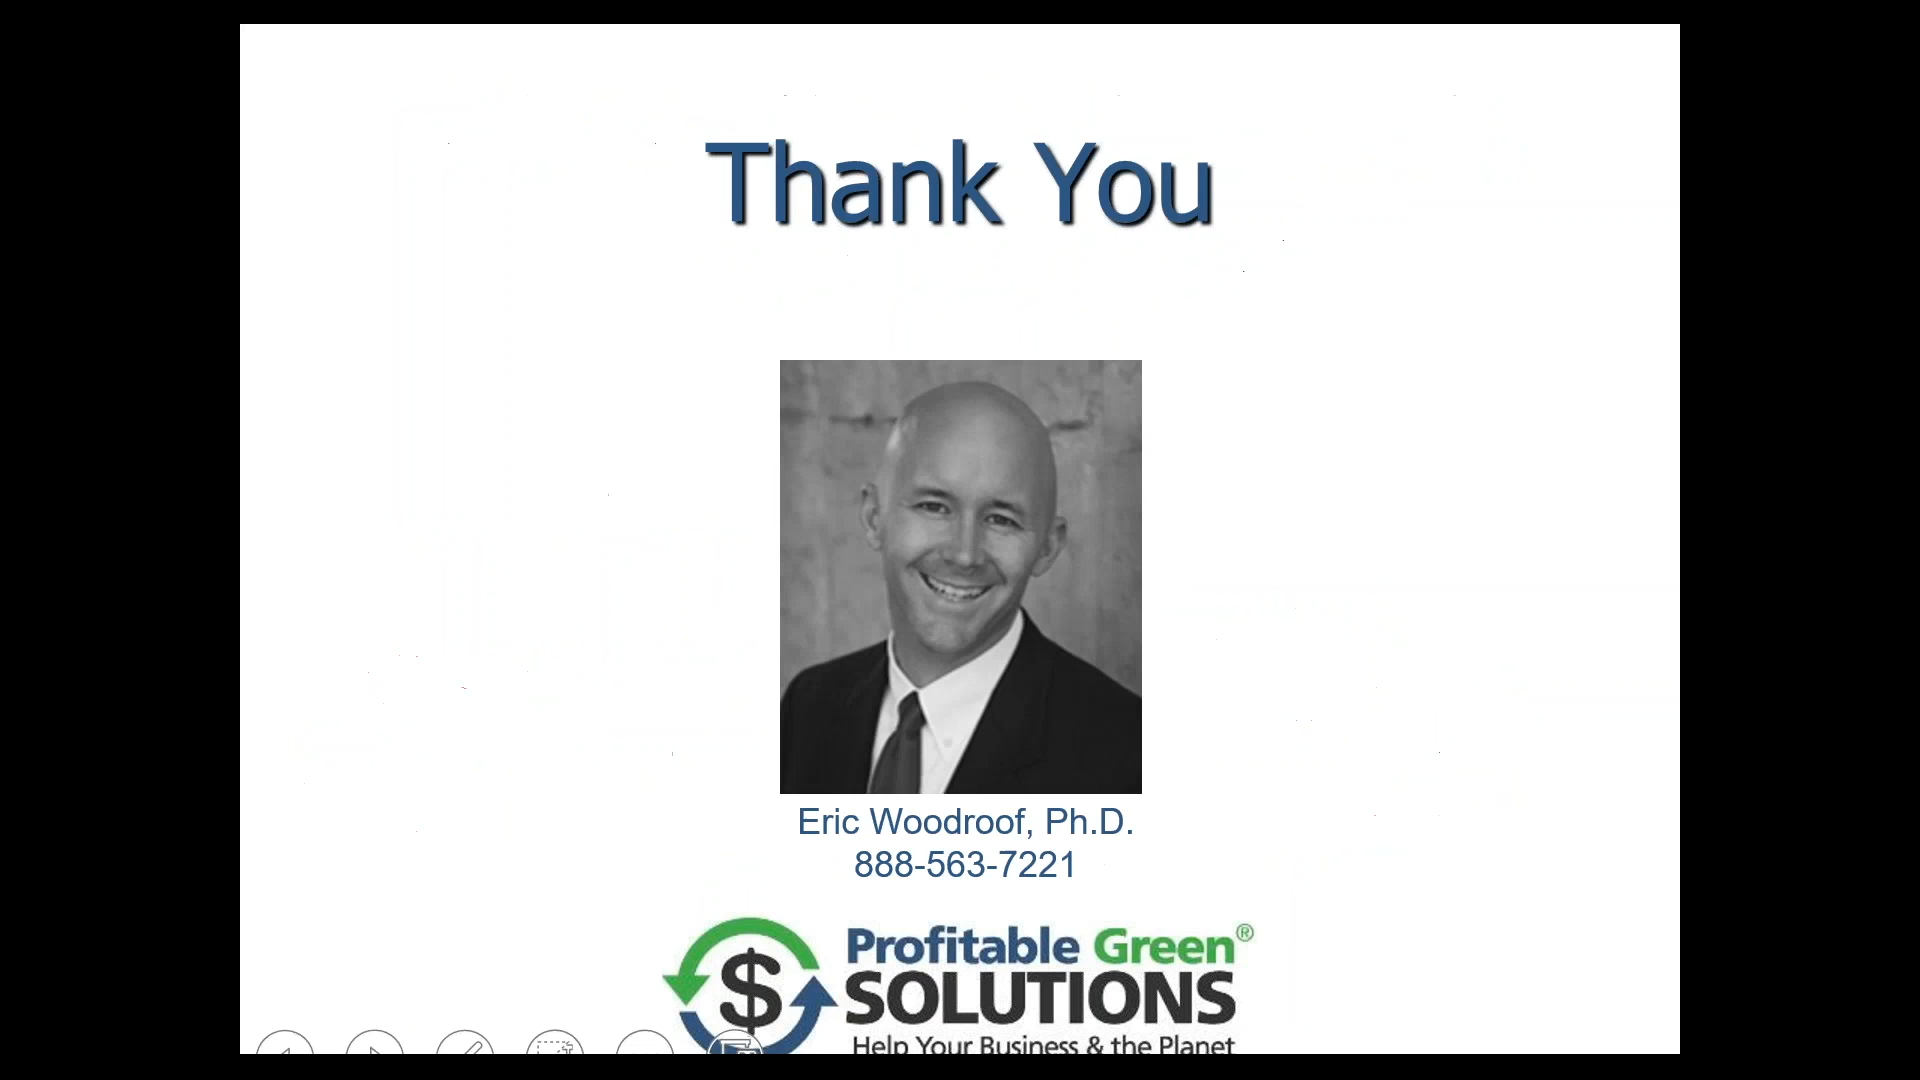 Thank You
Eric Woodroof, Ph.D.
888-563-7221
$
Profitable Green®
SOLUTIONS
Help Your Business & the Planet